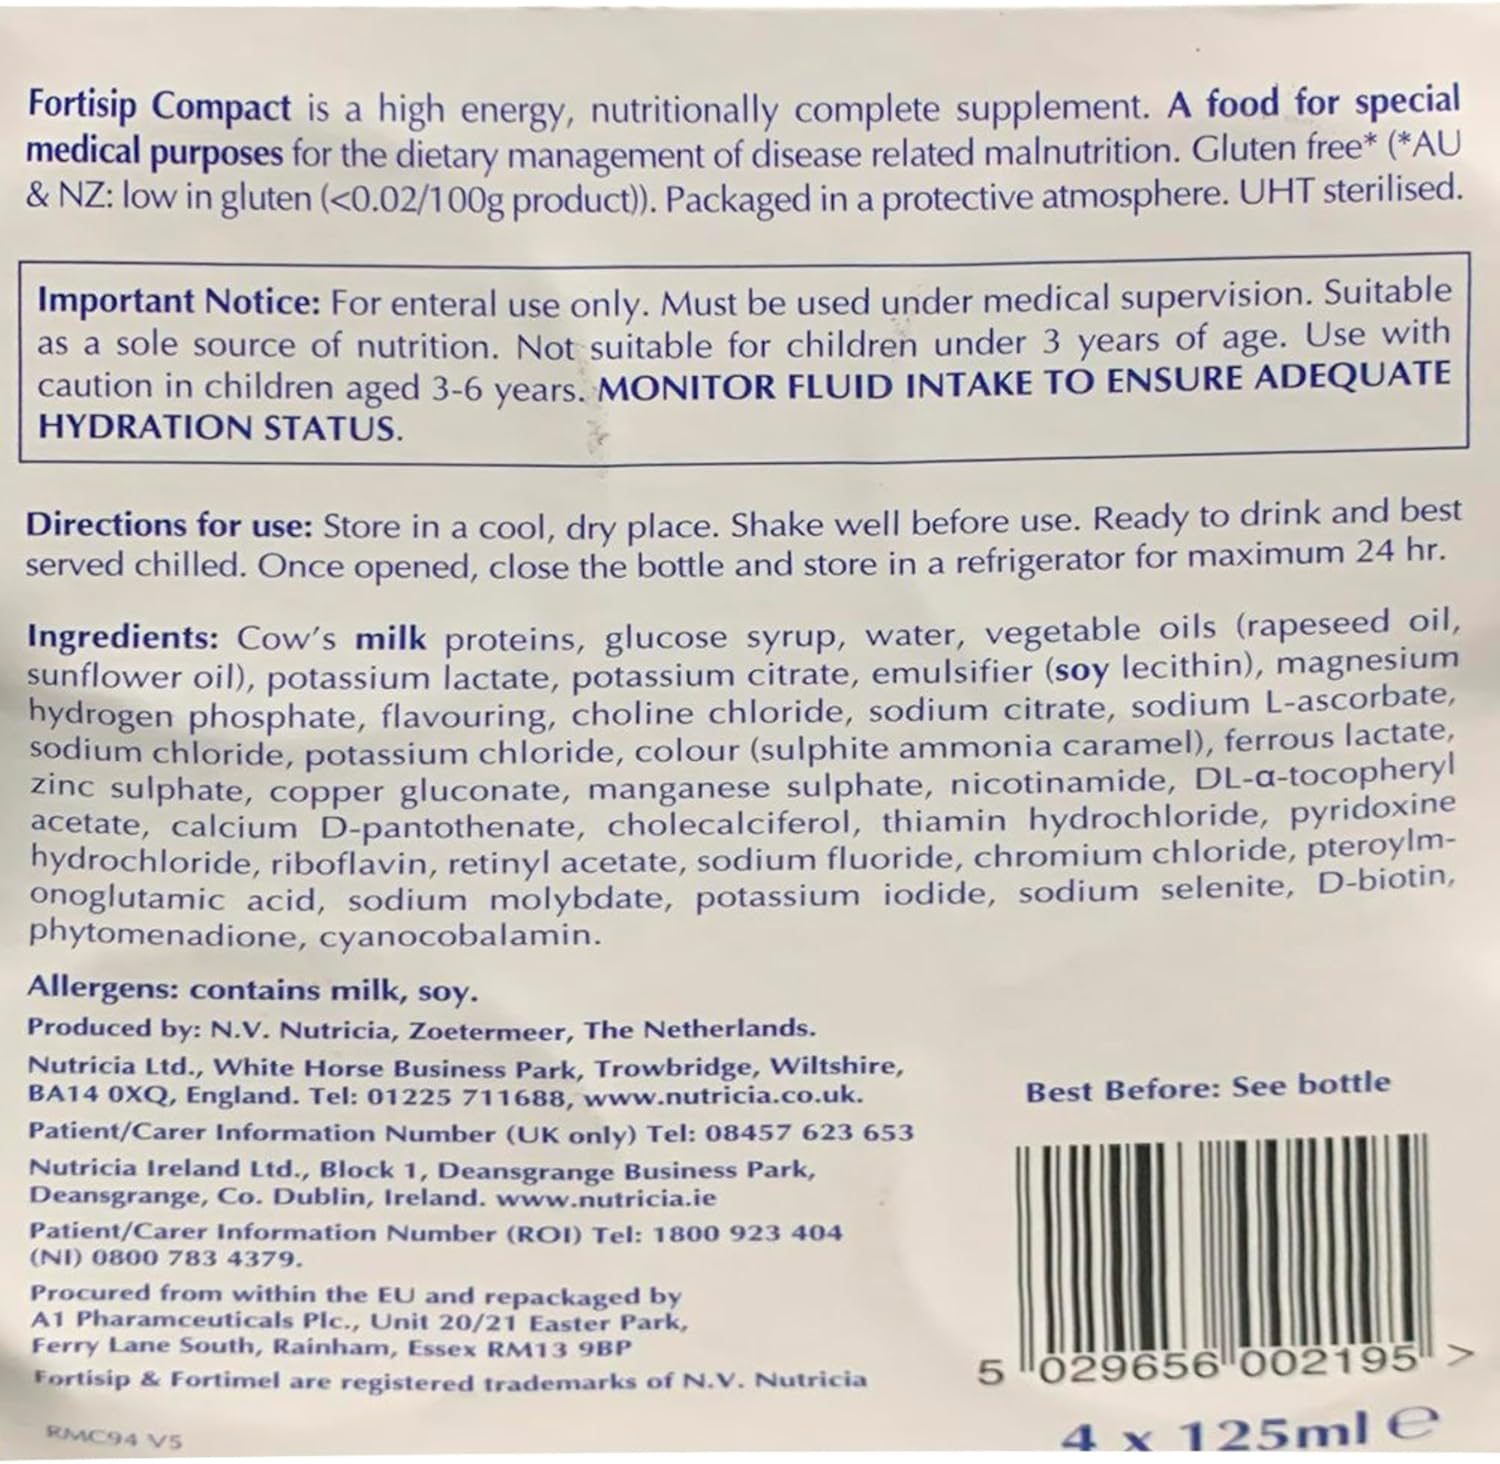 Fortisip Compact is a high energy, nutritionally complete supplement. A food for special
medical purposes for the dietary management of disease related malnutrition. Gluten free* (*AU
& NZ: low in gluten (<0.02/100g product)). Packaged in a protective atmosphere. UHT sterilised.
Important Notice: For enteral use only. Must be used under medical supervision. Suitable
as a sole source of nutrition. Not suitable for children under 3 years of age. Use with
caution in children aged 3-6 years. MONITOR FLUID INTAKE TO ENSURE ADEQUATE
HYDRATION STATUS.
Directions for use: Store in a cool, dry place. Shake well before use. Ready to drink and best
served chilled. Once opened, close the bottle and store in a refrigerator for maximum 24 hr.
Ingredients: Cow's milk proteins, glucose syrup, water, vegetable oils (rapeseed oil,
sunflower oil), potassium lactate, potassium citrate, emulsifier (soy lecithin), magnesium
hydrogen phosphate, flavouring, choline chloride, sodium citrate, sodium L-ascorbate,
sodium chloride, potassium chloride, colour (sulphite ammonia caramel), ferrous lactate,
zinc sulphate, copper gluconate, manganese sulphate, nicotinamide, DL-α-tocopheryl
acetate, calcium D-pantothenate, cholecalciferol, thiamin hydrochloride, pyridoxine
hydrochloride, riboflavin, retinyl acetate, sodium fluoride, chromium chloride, pteroylm-
onoglutamic acid, sodium molybdate, potassium iodide, sodium selenite, D-biotin,
phytomenadione, cyanocobalamin.
Allergens: contains milk, soy.
Produced by: N.V. Nutricia, Zoetermeer, The Netherlands.
Nutricia Ltd., White Horse Business Park, Trowbridge, Wiltshire,
BA14 0XQ, England. Tel: 01225 711688, www.nutricia.co.uk.
Patient/Carer Information Number (UK only) Tel: 08457 623 653
Nutricia Ireland Ltd., Block 1, Deansgrange Business Park,
Deansgrange, Co. Dublin, Ireland. www.nutricia.ie
Patient/Carer Information Number (ROI) Tel: 1800 923 404
(NI) 0800 783 4379.
Procured from within the EU and repackaged by
A1 Pharamceuticals Plc., Unit 20/21 Easter Park,
Ferry Lane South, Rainham, Essex RM13 9BP
Fortisip & Fortimel are registered trademarks of N.V. Nutricia
RMC94 V5
Best Before: See bottle
5 029656 002195 >
4 x 125ml ℮